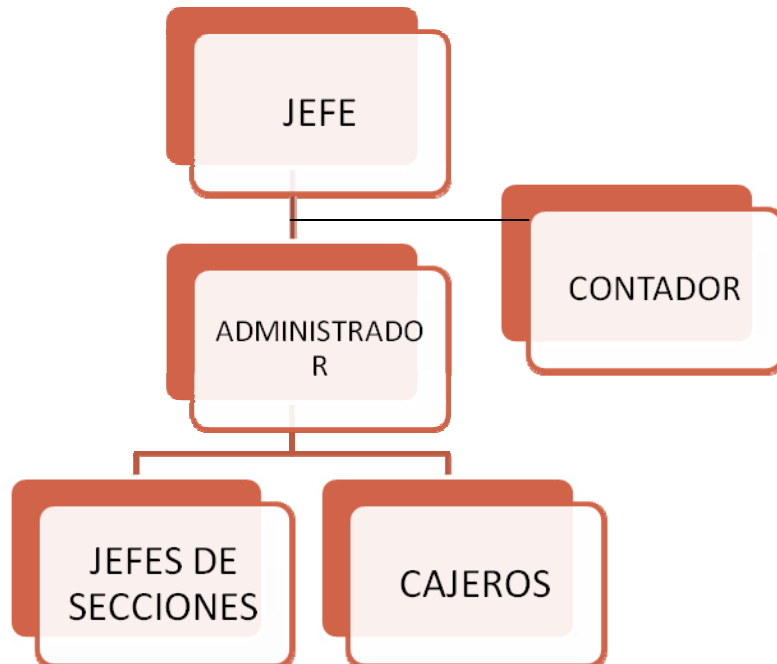 JEFE
CONTADOR
ADMINISTRADO
R
JEFES DE
SECCIONES
CAJEROS